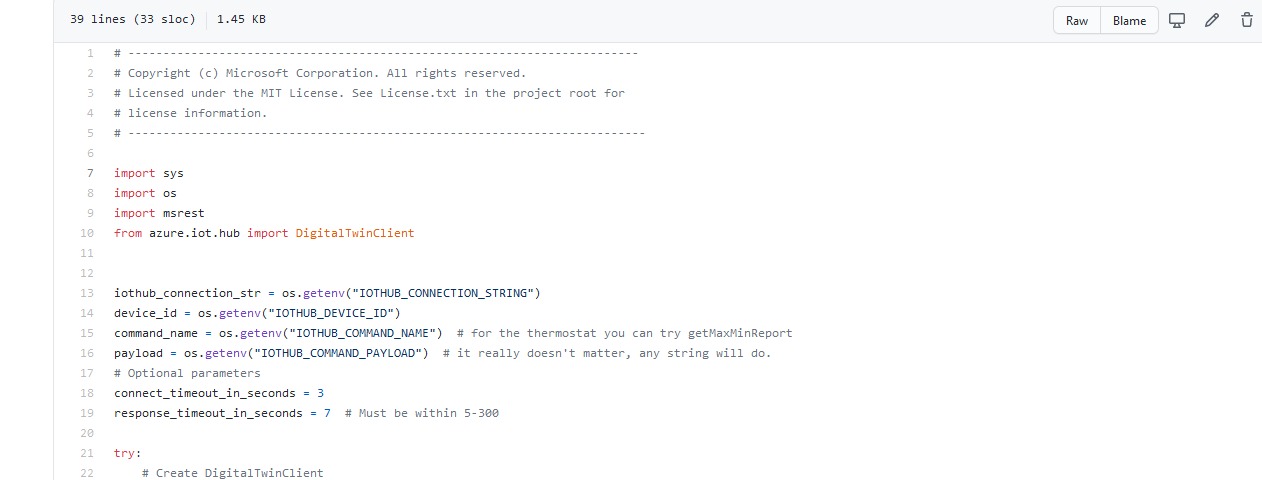 39 lines (33 sloc) 1.45 KB Raw Blame
1 # -------------------------------------------------------------------------
2 # Copyright (c) Microsoft Corporation. All rights reserved.
3 # Licensed under the MIT License. See License.txt in the project root for
4 # license information.
5 # --------------------------------------------------------------------------
6
7 import sys
8 import os
9 import msrest
10 from azure.iot.hub import DigitalTwinClient
11
12
13 iothub_connection_str = os.getenv("IOTHUB_CONNECTION_STRING")
14 device_id = os.getenv("IOTHUB_DEVICE_ID")
15 command_name = os.getenv("IOTHUB_COMMAND_NAME")  # for the thermostat you can try getMaxMinReport
16 payload = os.getenv("IOTHUB_COMMAND_PAYLOAD")  # it really doesn't matter, any string will do.
17 # Optional parameters
18 connect_timeout_in_seconds = 3
19 response_timeout_in_seconds = 7  # Must be within 5-300
20
21 try:
22     # Create DigitalTwinClient